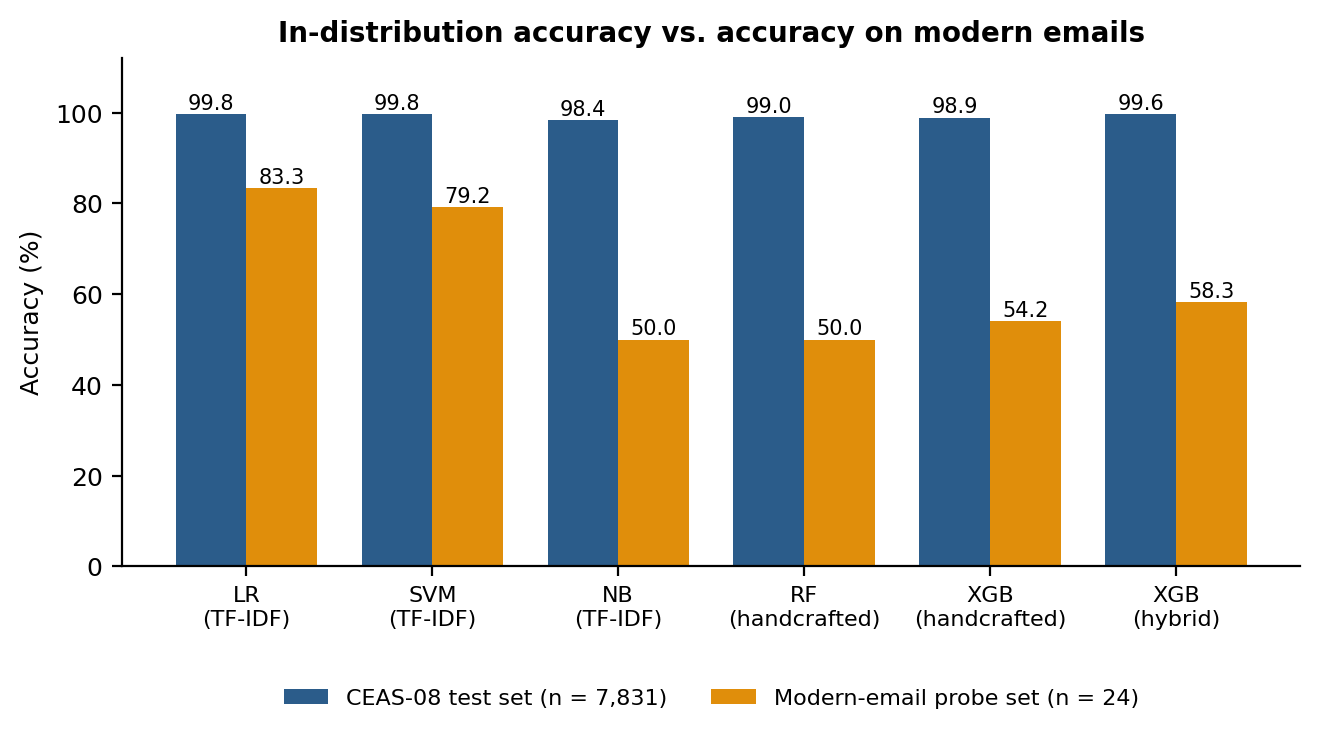 In-distribution accuracy vs. accuracy on modern emails
Accuracy (%)
100
80
60
40
20
0
99.8
83.3
99.8
79.2
98.4
50.0
99.0
50.0
98.9
54.2
99.6
58.3
LR
(TF-IDF)
SVM
(TF-IDF)
NB
(TF-IDF)
RF
(handcrafted)
XGB
(handcrafted)
XGB
(hybrid)
CEAS-08 test set (n = 7,831)
Modern-email probe set (n = 24)